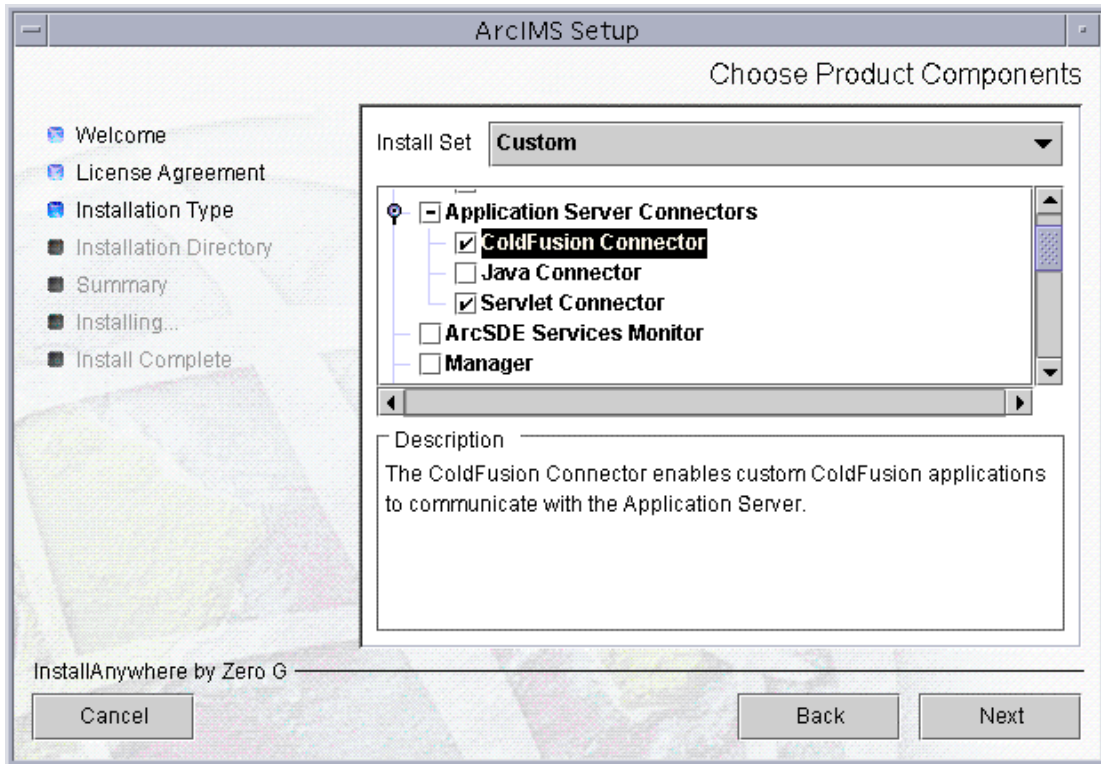 ArcIMS Setup
Choose Product Components
Welcome
License Agreement
Installation Type
Installation Directory
Summary
Installing...
Install Complete
Install Set Custom
Application Server Connectors
ColdFusion Connector
Java Connector
Servlet Connector
ArcSDE Services Monitor
Manager
Description
The ColdFusion Connector enables custom ColdFusion applications
to communicate with the Application Server.
InstallAnywhere by Zero G
Cancel Back Next